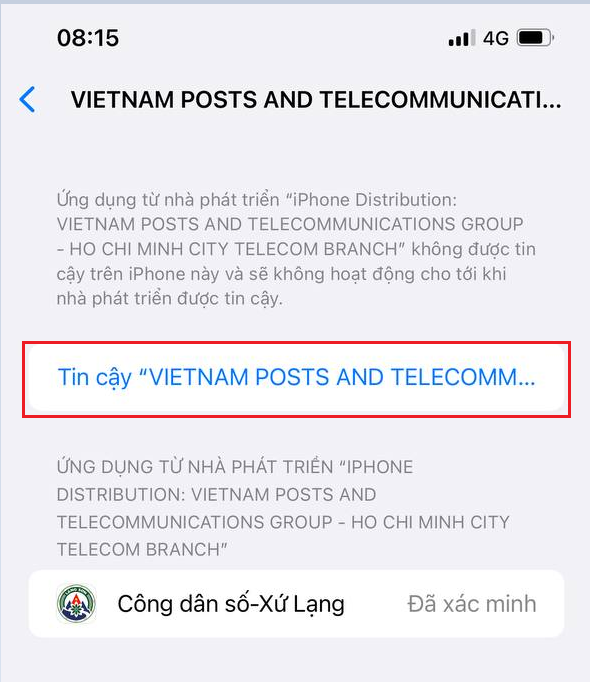 08:15
4G
VIETNAM POSTS AND TELECOMMUNICATI...
Ứng dụng từ nhà phát triển “iPhone Distribution:
VIETNAM POSTS AND TELECOMMUNICATIONS GROUP
- HO CHI MINH CITY TELECOM BRANCH” không được tin
cậy trên iPhone này và sẽ không hoạt động cho tới khi
nhà phát triển được tin cậy.
Tin cậy “VIETNAM POSTS AND TELECOMM...
ỨNG DỤNG TỪ NHÀ PHÁT TRIỂN “IPHONE
DISTRIBUTION: VIETNAM POSTS AND
TELECOMMUNICATIONS GROUP - HO CHI MINH CITY
TELECOM BRANCH”
Công dân số-Xứ Lạng Đã xác minh